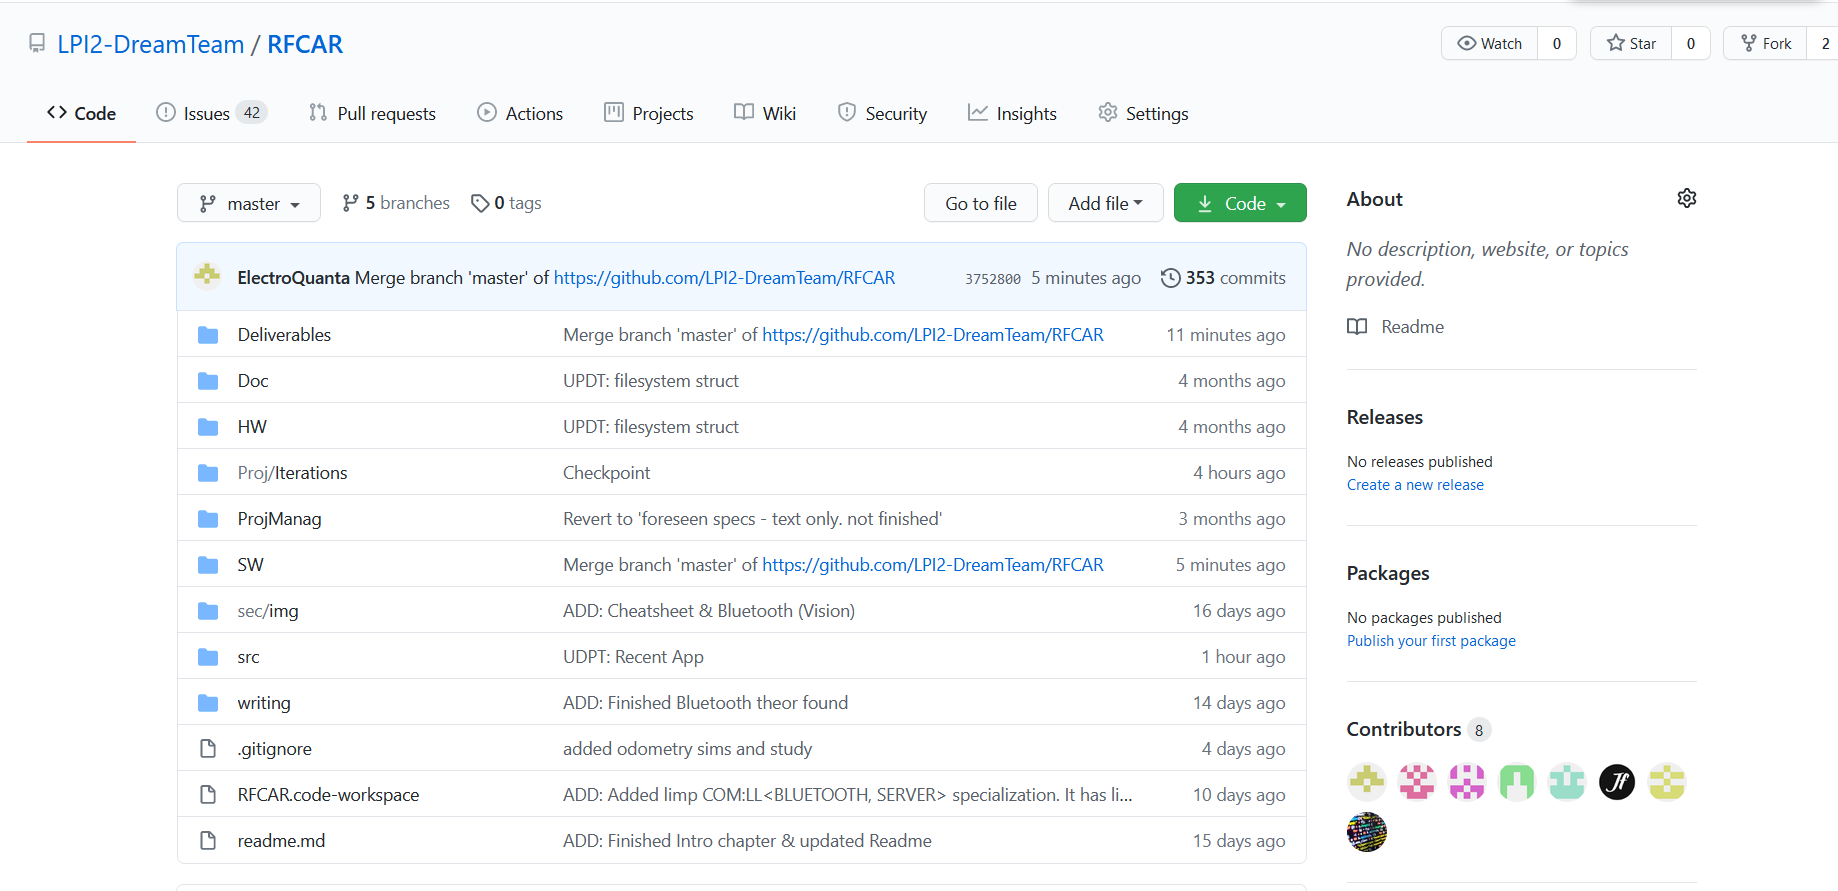 LPI2-DreamTeam / RFCAR
Watch 0 Star 0 Fork 2
Code Issues 42 Pull requests Actions Projects Wiki Security Insights Settings
master 5 branches 0 tags Go to file Add file Code
ElectroQuanta Merge branch 'master' of https://github.com/LPI2-DreamTeam/RFCAR 3752800 5 minutes ago 353 commits
Deliverables Merge branch 'master' of https://github.com/LPI2-DreamTeam/RFCAR 11 minutes ago
Doc UPDT: filesystem struct 4 months ago
HW UPDT: filesystem struct 4 months ago
Proj/Iterations Checkpoint 4 hours ago
ProjManag Revert to 'foreseen specs - text only. not finished' 3 months ago
SW Merge branch 'master' of https://github.com/LPI2-DreamTeam/RFCAR 5 minutes ago
sec/img ADD: Cheatsheet & Bluetooth (Vision) 16 days ago
src UDPT: Recent App 1 hour ago
writing ADD: Finished Bluetooth theor found 14 days ago
.gitignore added odometry sims and study 4 days ago
RFCAR.code-workspace ADD: Added limp COM:LL<BLUETOOTH, SERVER> specialization. It has li... 10 days ago
readme.md ADD: Finished Intro chapter & updated Readme 15 days ago
About
No description, website, or topics
provided.
Readme
Releases
No releases published
Create a new release
Packages
No packages published
Publish your first package
Contributors 8
Jf